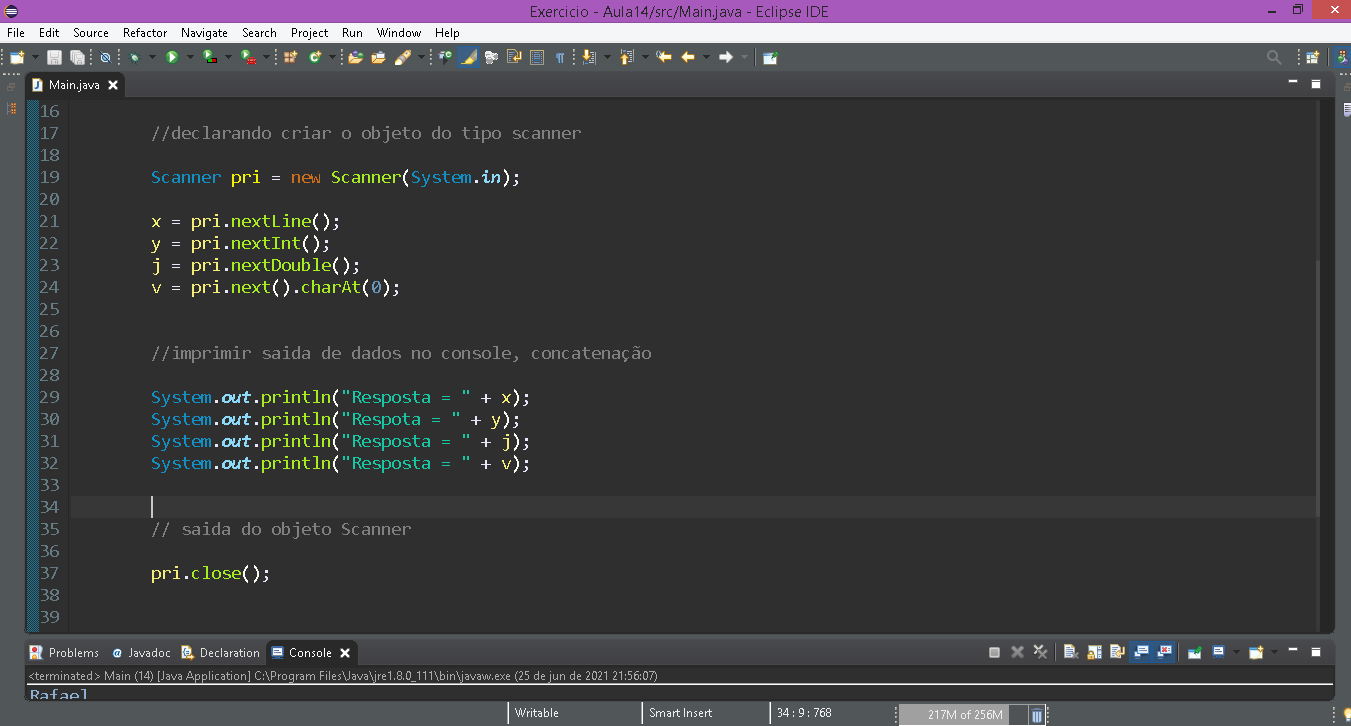 Exercicio - Aula14/src/Main.java - Eclipse IDE
File Edit Source Refactor Navigate Search Project Run Window Help
Main.java
16
17 //declarando criar o objeto do tipo scanner
18
19 Scanner pri = new Scanner(System.in);
20
21 x = pri.nextLine();
22 y = pri.nextInt();
23 j = pri.nextDouble();
24 v = pri.next().charAt(0);
25
26
27 //imprimir saida de dados no console, concatenação
28
29 System.out.println("Resposta = " + x);
30 System.out.println("Respota = " + y);
31 System.out.println("Resposta = " + j);
32 System.out.println("Resposta = " + v);
33
34
35 // saida do objeto Scanner
36
37 pri.close();
38
39
Problems Javadoc Declaration Console
<terminated> Main (14) [Java Application] C:\Program Files\Java\jre1.8.0_111\bin\javaw.exe (25 de jun de 2021 21:56:07)
Rafael
Writable Smart Insert 34 : 9 : 768 217M of 256M